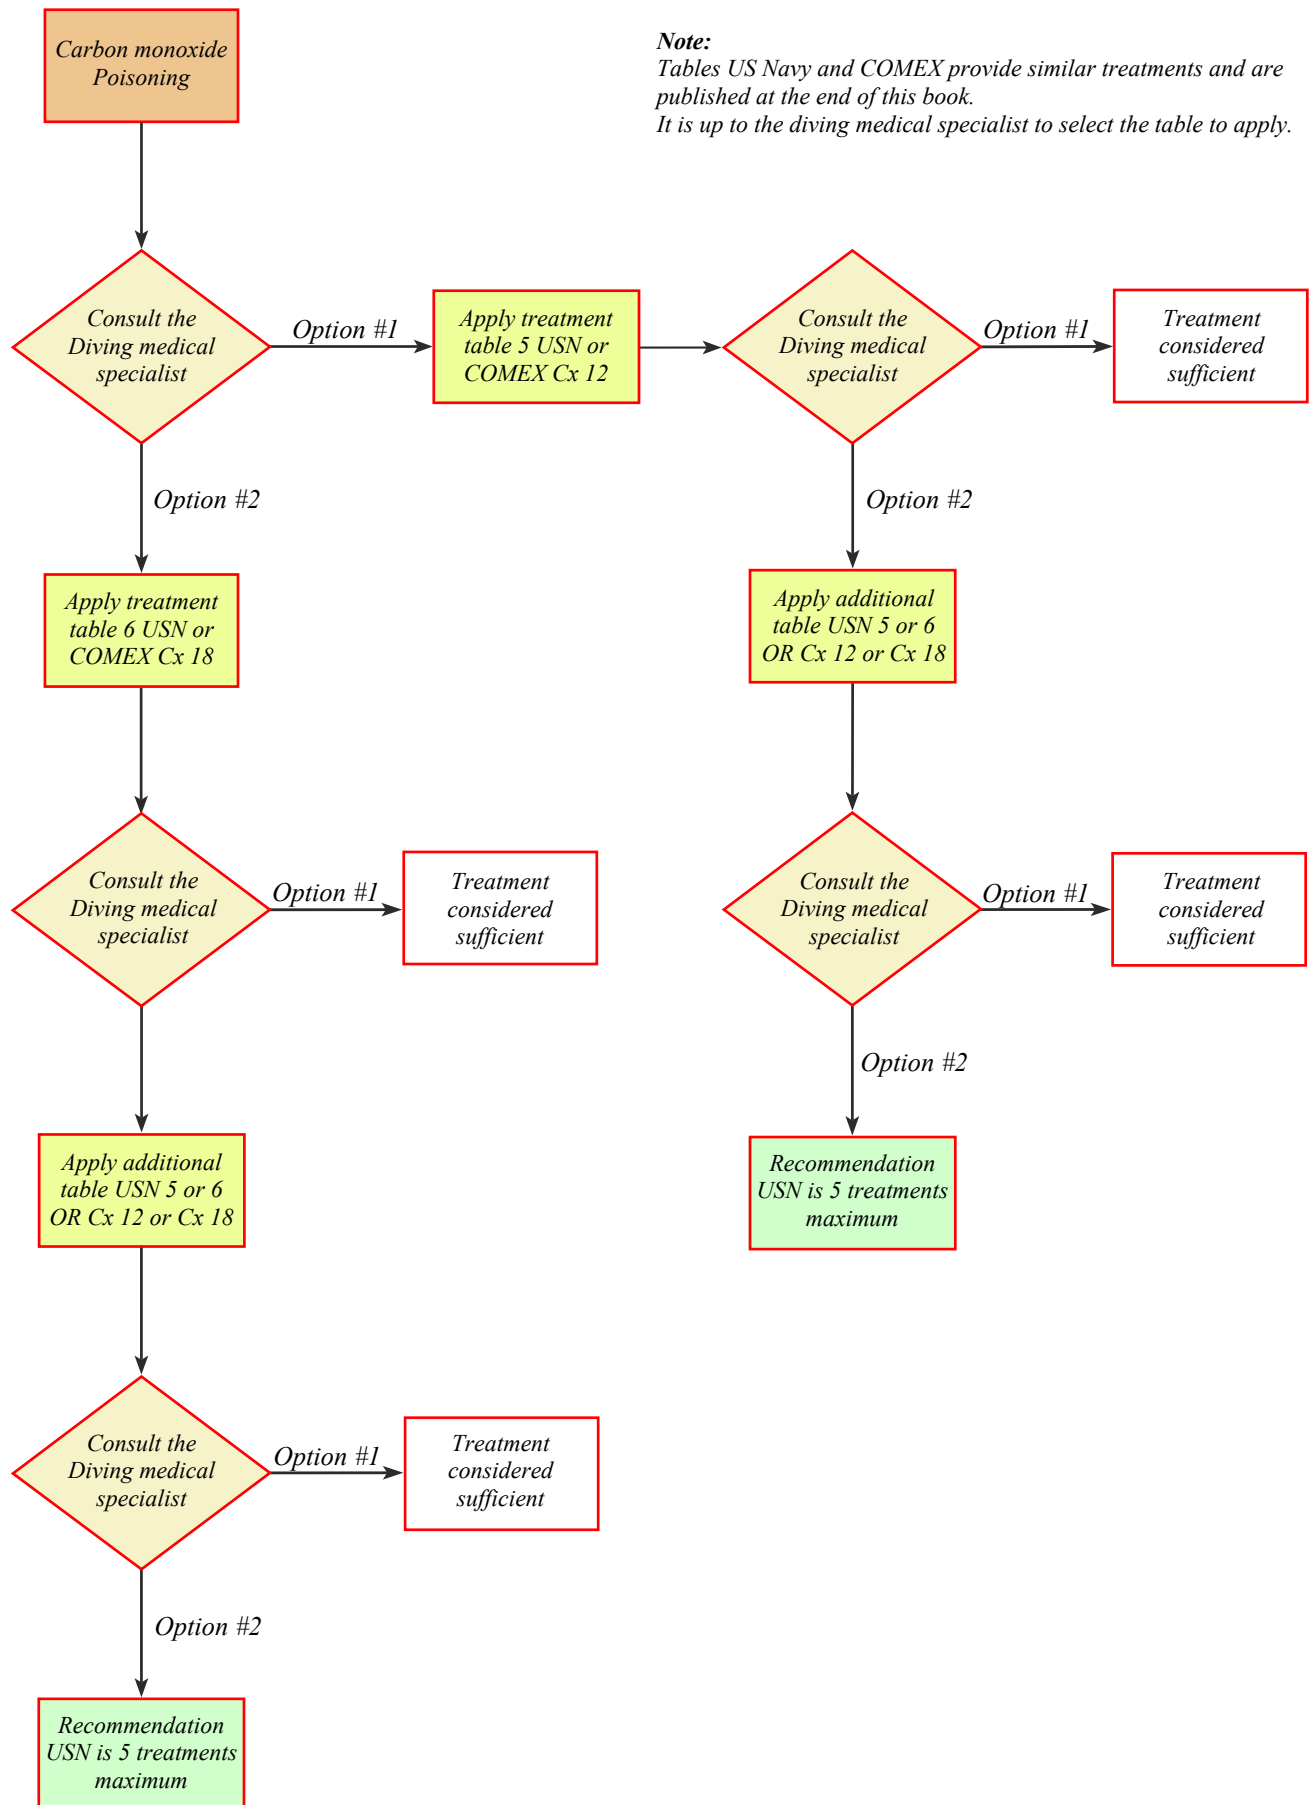 Carbon monoxide
Poisoning
Note:
Tables US Navy and COMEX provide similar treatments and are
published at the end of this book.
It is up to the diving medical specialist to select the table to apply.
Consult the
Diving medical
specialist
Option #1
Apply treatment
table 5 USN or
COMEX Cx 12
Consult the
Diving medical
specialist
Option #1
Treatment
considered
sufficient
Option #2
Option #2
Apply treatment
table 6 USN or
COMEX Cx 18
Apply additional
table USN 5 or 6
OR Cx 12 or Cx 18
Consult the
Diving medical
specialist
Option #1
Treatment
considered
sufficient
Consult the
Diving medical
specialist
Option #1
Treatment
considered
sufficient
Option #2
Apply additional
table USN 5 or 6
OR Cx 12 or Cx 18
Recommendation
USN is 5 treatments
maximum
Consult the
Diving medical
specialist
Option #1
Treatment
considered
sufficient
Option #2
Recommendation
USN is 5 treatments
maximum